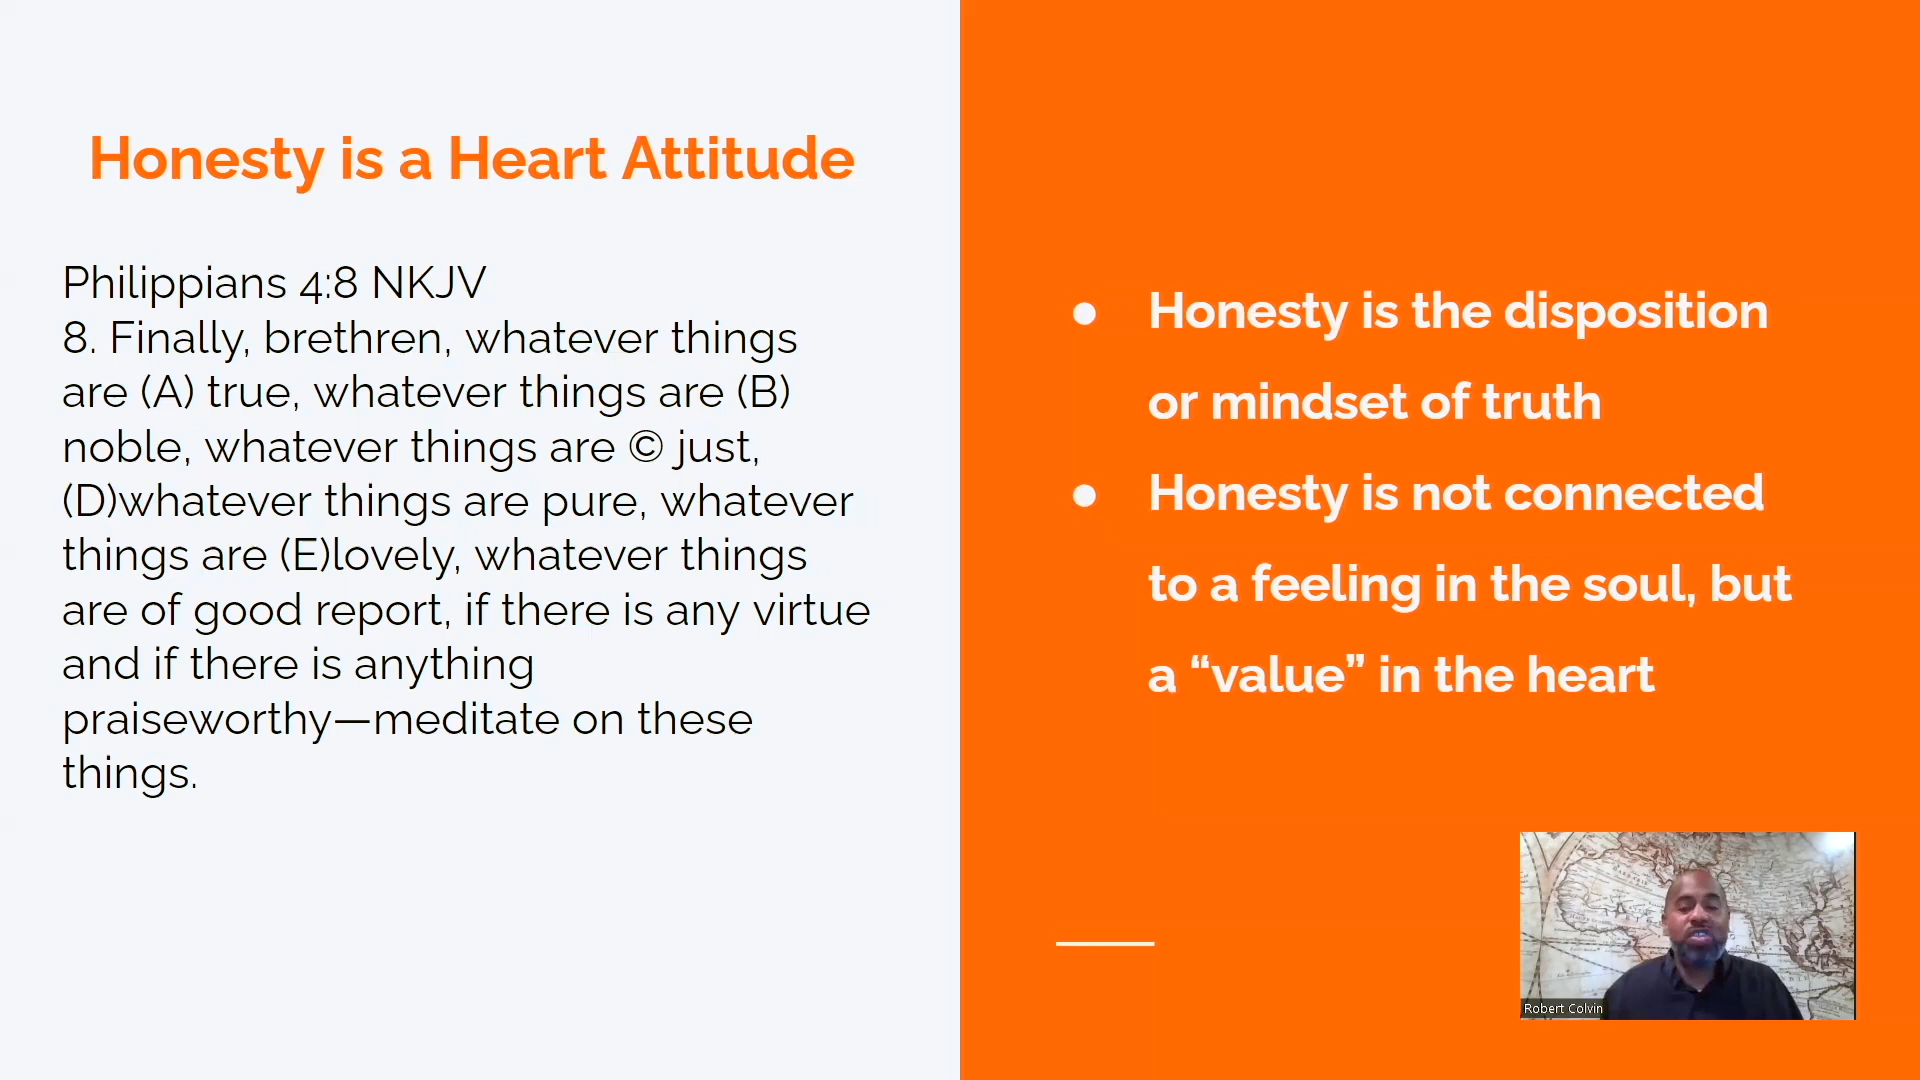 Honesty is a Heart Attitude
Philippians 4:8 NKJV
8. Finally, brethren, whatever things
are (A) true, whatever things are (B)
noble, whatever things are © just,
(D)whatever things are pure, whatever
things are (E)lovely, whatever things
are of good report, if there is any virtue
and if there is anything
praiseworthy—meditate on these
things.
● Honesty is the disposition
or mindset of truth
● Honesty is not connected
to a feeling in the soul, but
a “value” in the heart
Robert Colvin